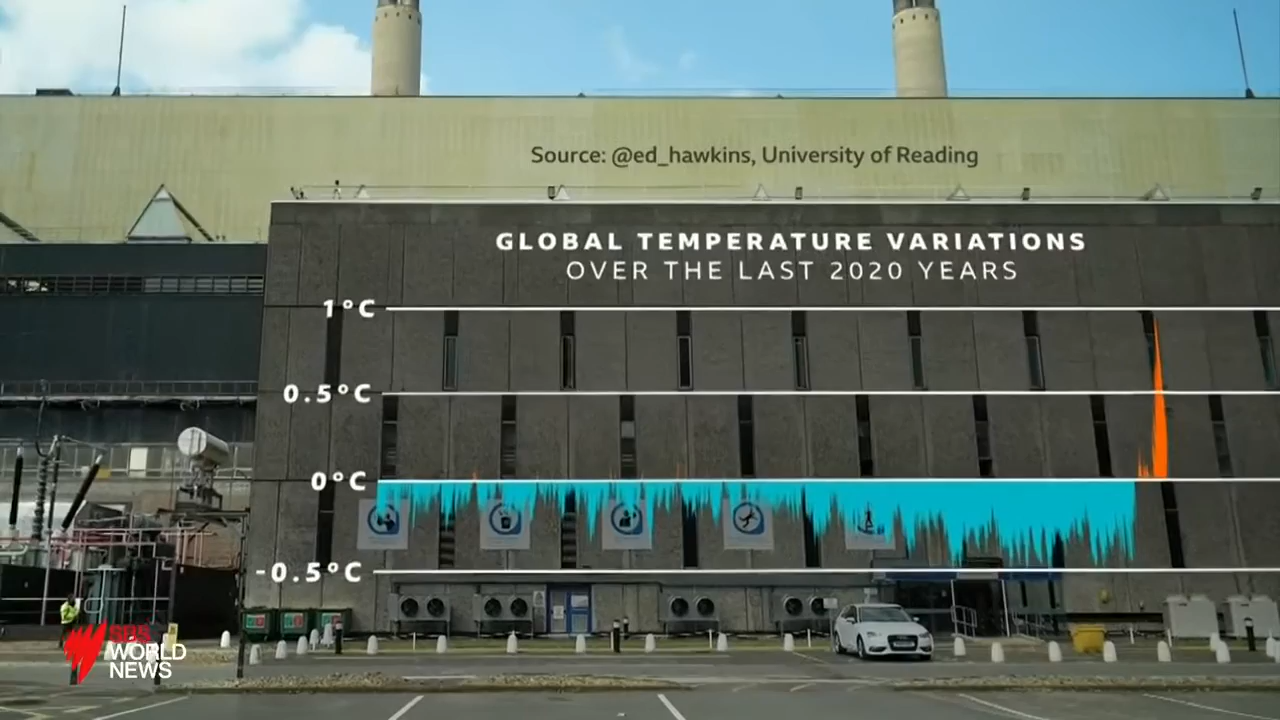 Source: @ed_hawkins, University of Reading
GLOBAL TEMPERATURE VARIATIONS
OVER THE LAST 2020 YEARS
1°C
0.5°C
0°C
-0.5°C
SBS
WORLD
NEWS